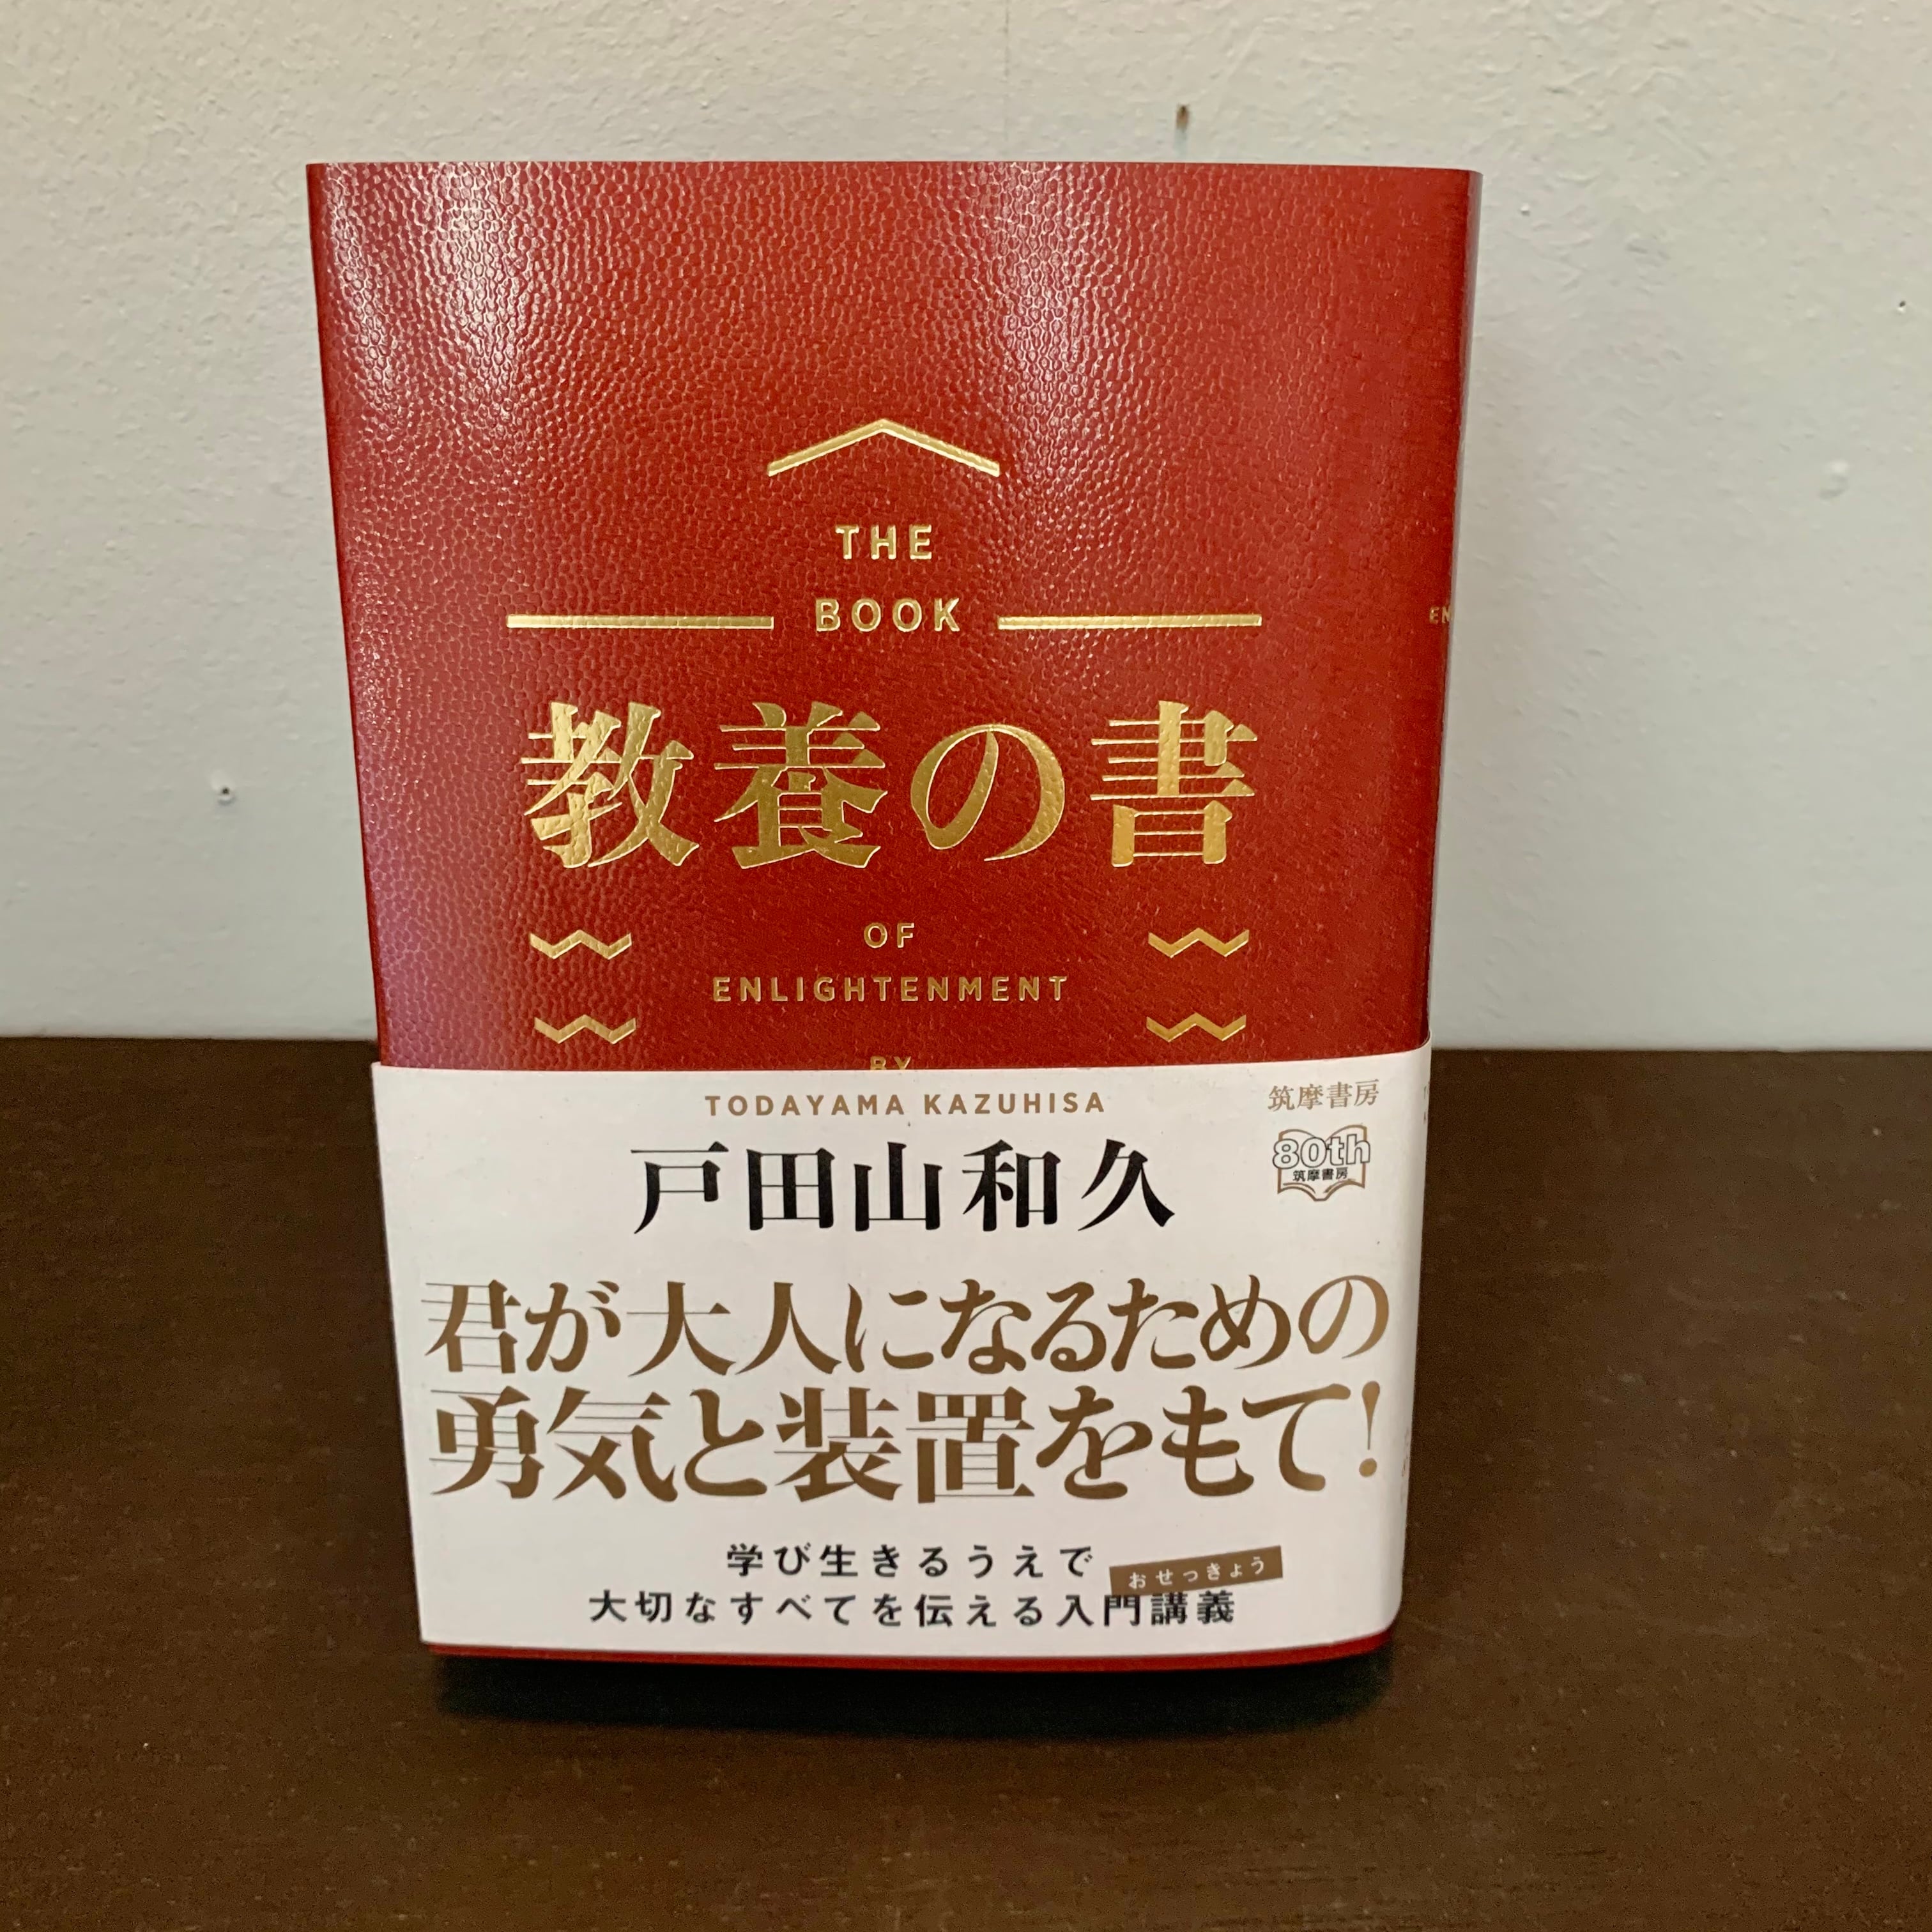 THE
BOOK
教養の書
OF
ENLIGHTENMENT
BY
EN
TODAYAMA KAZUHISA
筑摩書房
80th
筑摩書房
戸田山和久
君が大人になるための
勇気と装置をもて!
学び生きるうえで
おせっきょう
大切なすべてを伝える入門講義